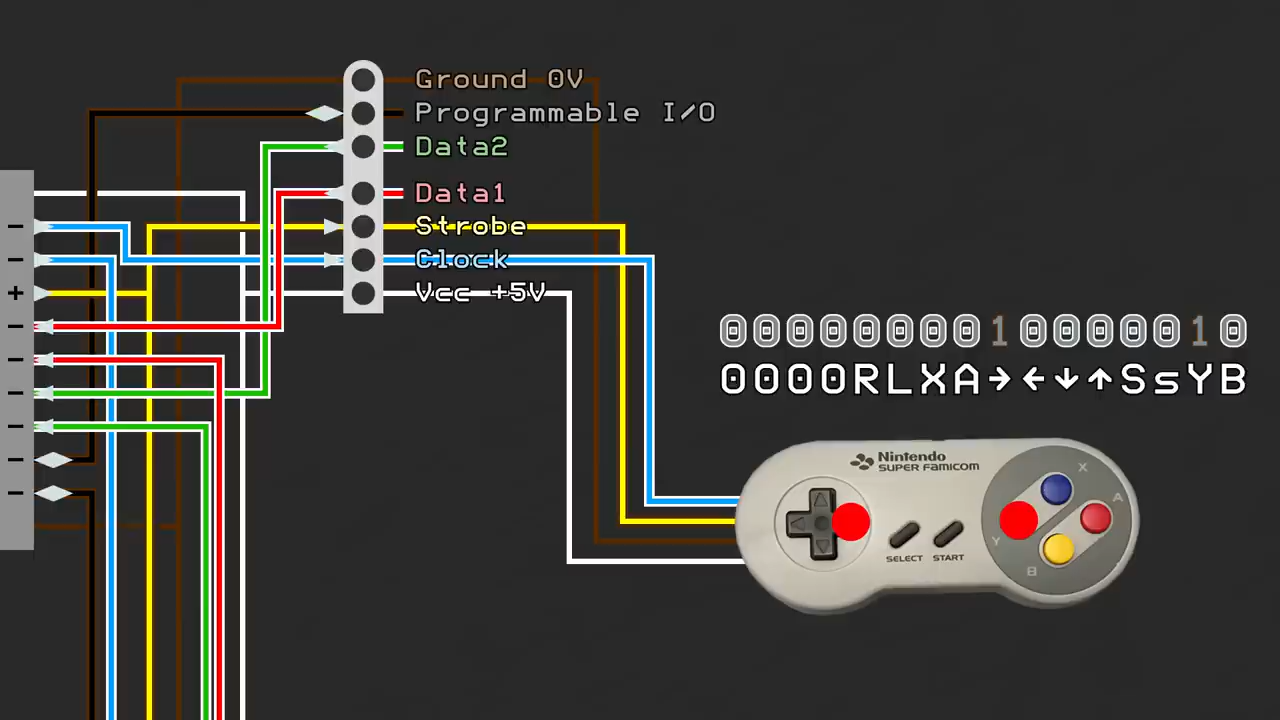 Ground 0V
Programmable I/O
Data2
Data1
Strobe
Clock
Vcc +5V
−
−
+
−
−
−
−
−
−
0000000010000010
0000RLXA→←↓↑SsYB
Nintendo
SUPER FAMICOM
X
A
Y
B
SELECT START